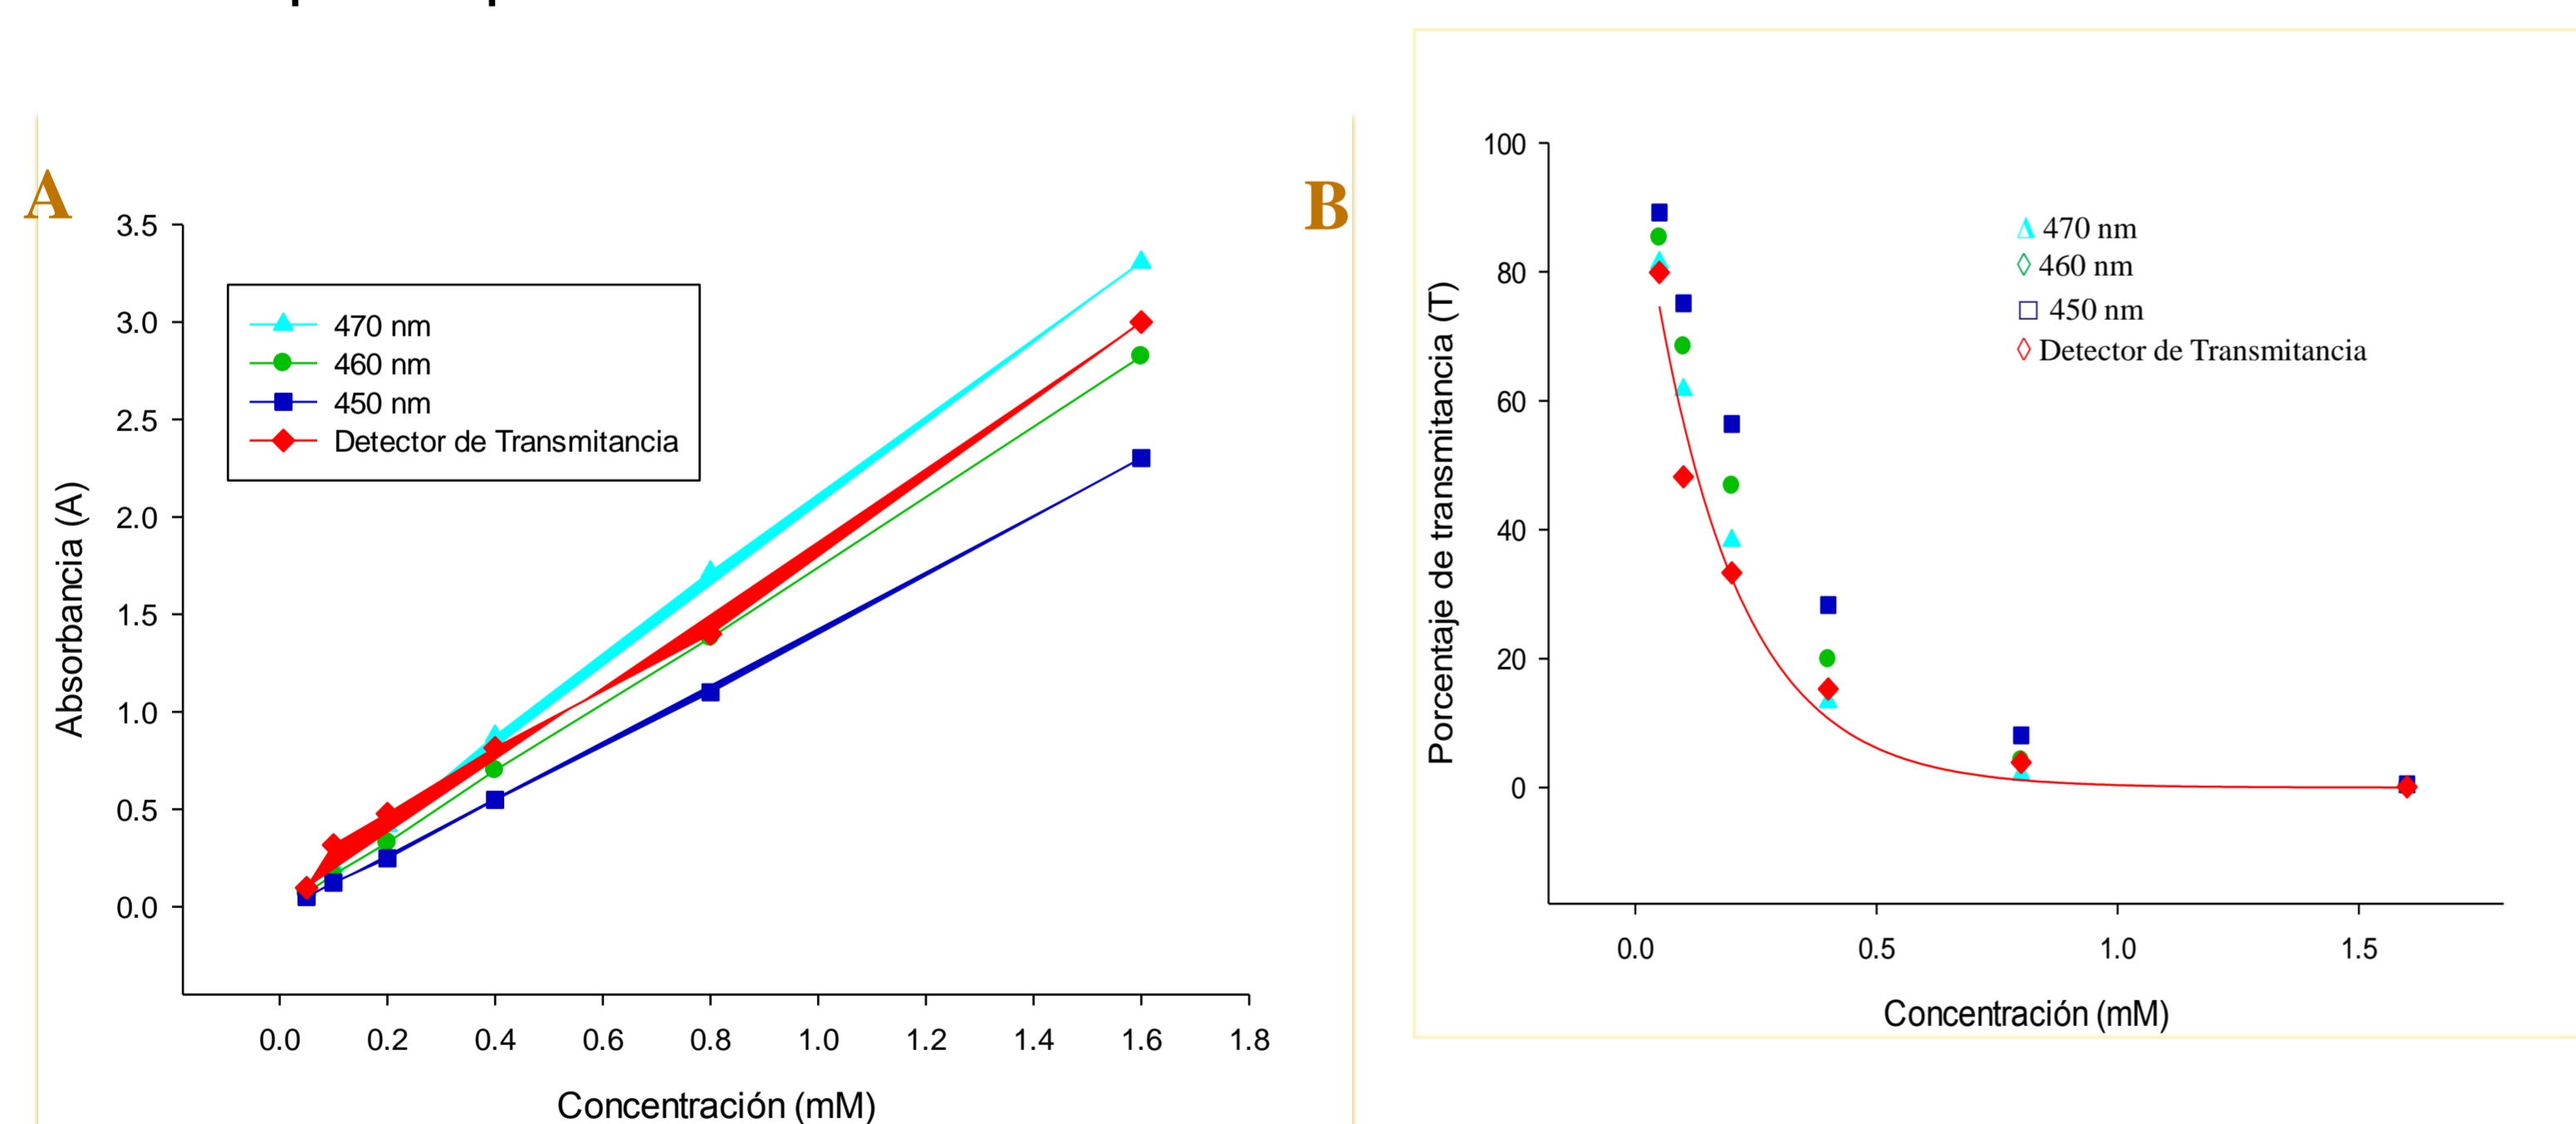 A
3.5
3.0
2.5
2.0
1.5
1.0
0.5
0.0
Absorbancia (A)
470 nm
460 nm
450 nm
Detector de Transmitancia
0.0 0.2 0.4 0.6 0.8 1.0 1.2 1.4 1.6 1.8
Concentración (mM)
B
100
80
60
40
20
0
Porcentaje de transmitancia (T)
470 nm
460 nm
450 nm
Detector de Transmitancia
0.0 0.5 1.0 1.5
Concentración (mM)